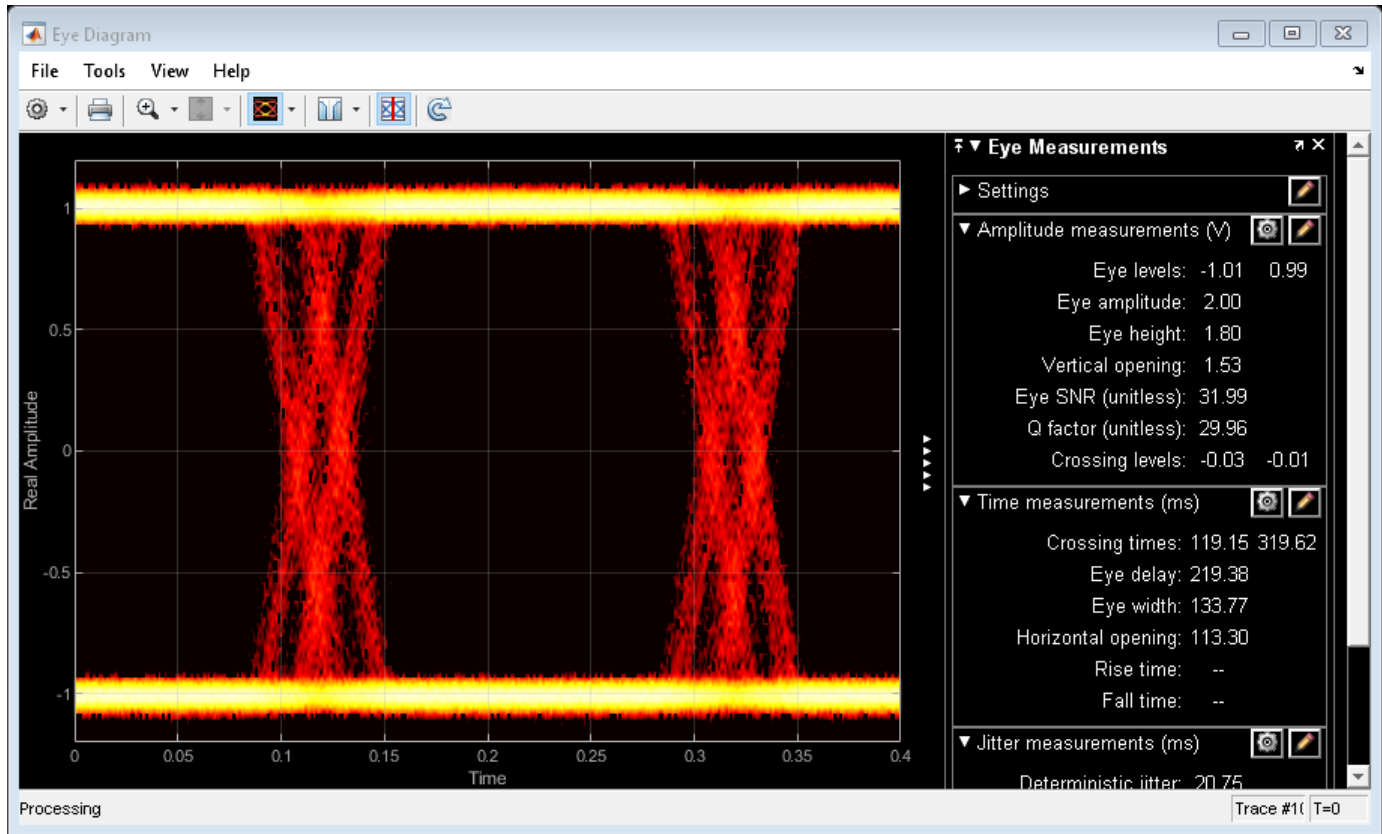 Eye Diagram
File Tools View Help
Eye Measurements
Settings
Amplitude measurements (V)
Eye levels: -1.01 0.99
Eye amplitude: 2.00
Eye height: 1.80
Vertical opening: 1.53
Eye SNR (unitless): 31.99
Q factor (unitless): 29.96
Crossing levels: -0.03 -0.01
Time measurements (ms)
Crossing times: 119.15 319.62
Eye delay: 219.38
Eye width: 133.77
Horizontal opening: 113.30
Rise time: --
Fall time: --
Jitter measurements (ms)
Deterministic jitter: 20.75
Real Amplitude
1
0.5
0
-0.5
-1
0 0.05 0.1 0.15 0.2 0.25 0.3 0.35 0.4
Time
Processing
Trace #1 T=0